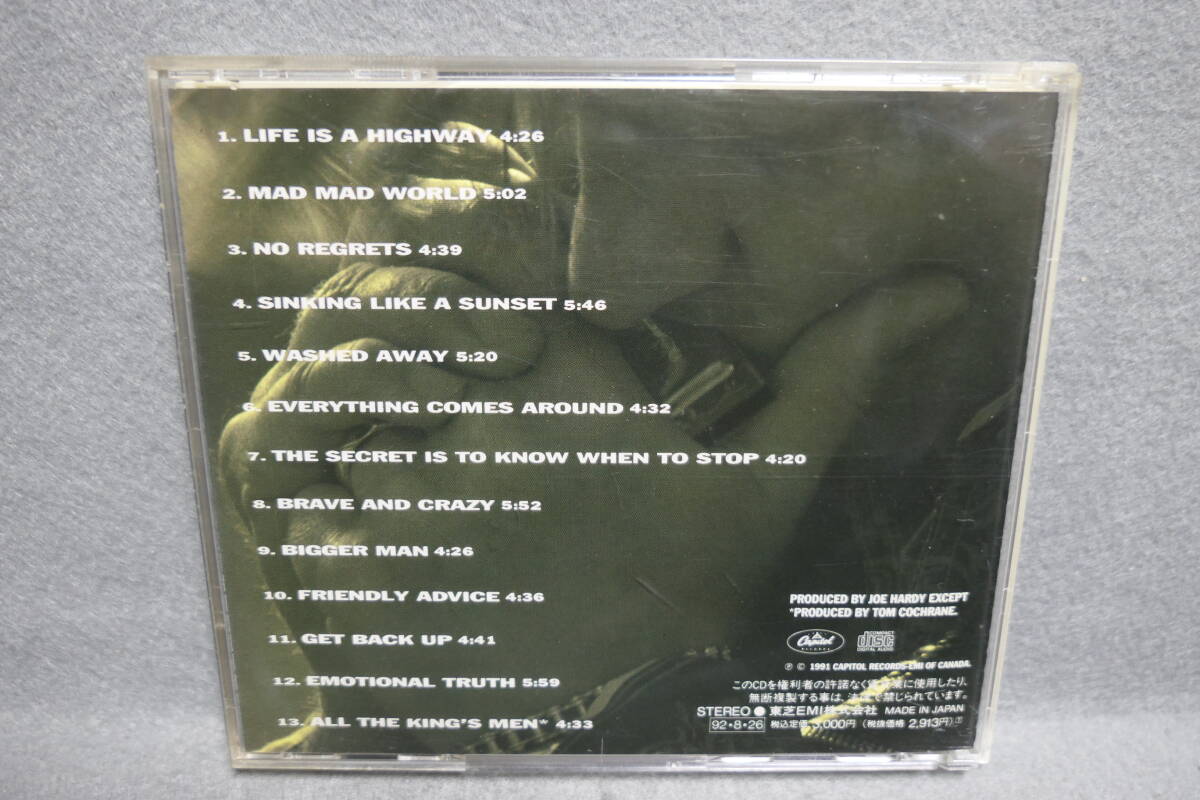 1. LIFE IS A HIGHWAY 4:26
2. MAD MAD WORLD 5:02
3. NO REGRETS 4:39
4. SINKING LIKE A SUNSET 5:46
5. WASHED AWAY 5:20
6. EVERYTHING COMES AROUND 4:32
7. THE SECRET IS TO KNOW WHEN TO STOP 4:20
8. BRAVE AND CRAZY 5:52
9. BIGGER MAN 4:26
10. FRIENDLY ADVICE 4:36
11. GET BACK UP 4:41
12. EMOTIONAL TRUTH 5:59
13. ALL THE KING'S MEN* 4:33
PRODUCED BY JOE HARDY EXCEPT
*PRODUCED BY TOM COCHRANE.
Capitol
RECORDS
COMPACT
disc
DIGITAL AUDIO
℗ © 1991 CAPITOL RECORDS-EMI OF CANADA.
このCDを権利者の許諾なく賃貸業に使用したり、
無断複製する事は、法律で禁じられています。
STEREO ● 東芝EMI株式会社 MADE IN JAPAN
92・8・26 税込定価 3,000円 (税抜価格 2,913円)